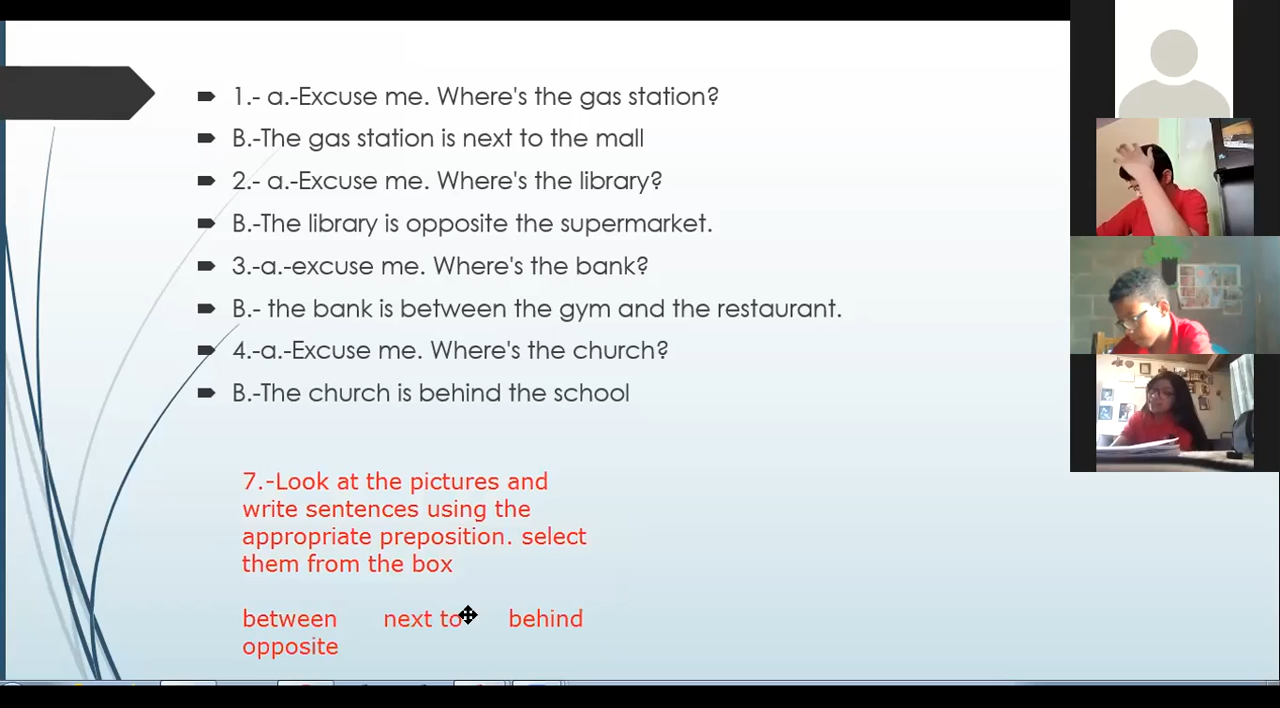 1.- a.-Excuse me. Where's the gas station?
B.-The gas station is next to the mall
2.- a.-Excuse me. Where's the library?
B.-The library is opposite the supermarket.
3.-a.-excuse me. Where's the bank?
B.- the bank is between the gym and the restaurant.
4.-a.-Excuse me. Where's the church?
B.-The church is behind the school
7.-Look at the pictures and
write sentences using the
appropriate preposition. select
them from the box
between next to behind
opposite